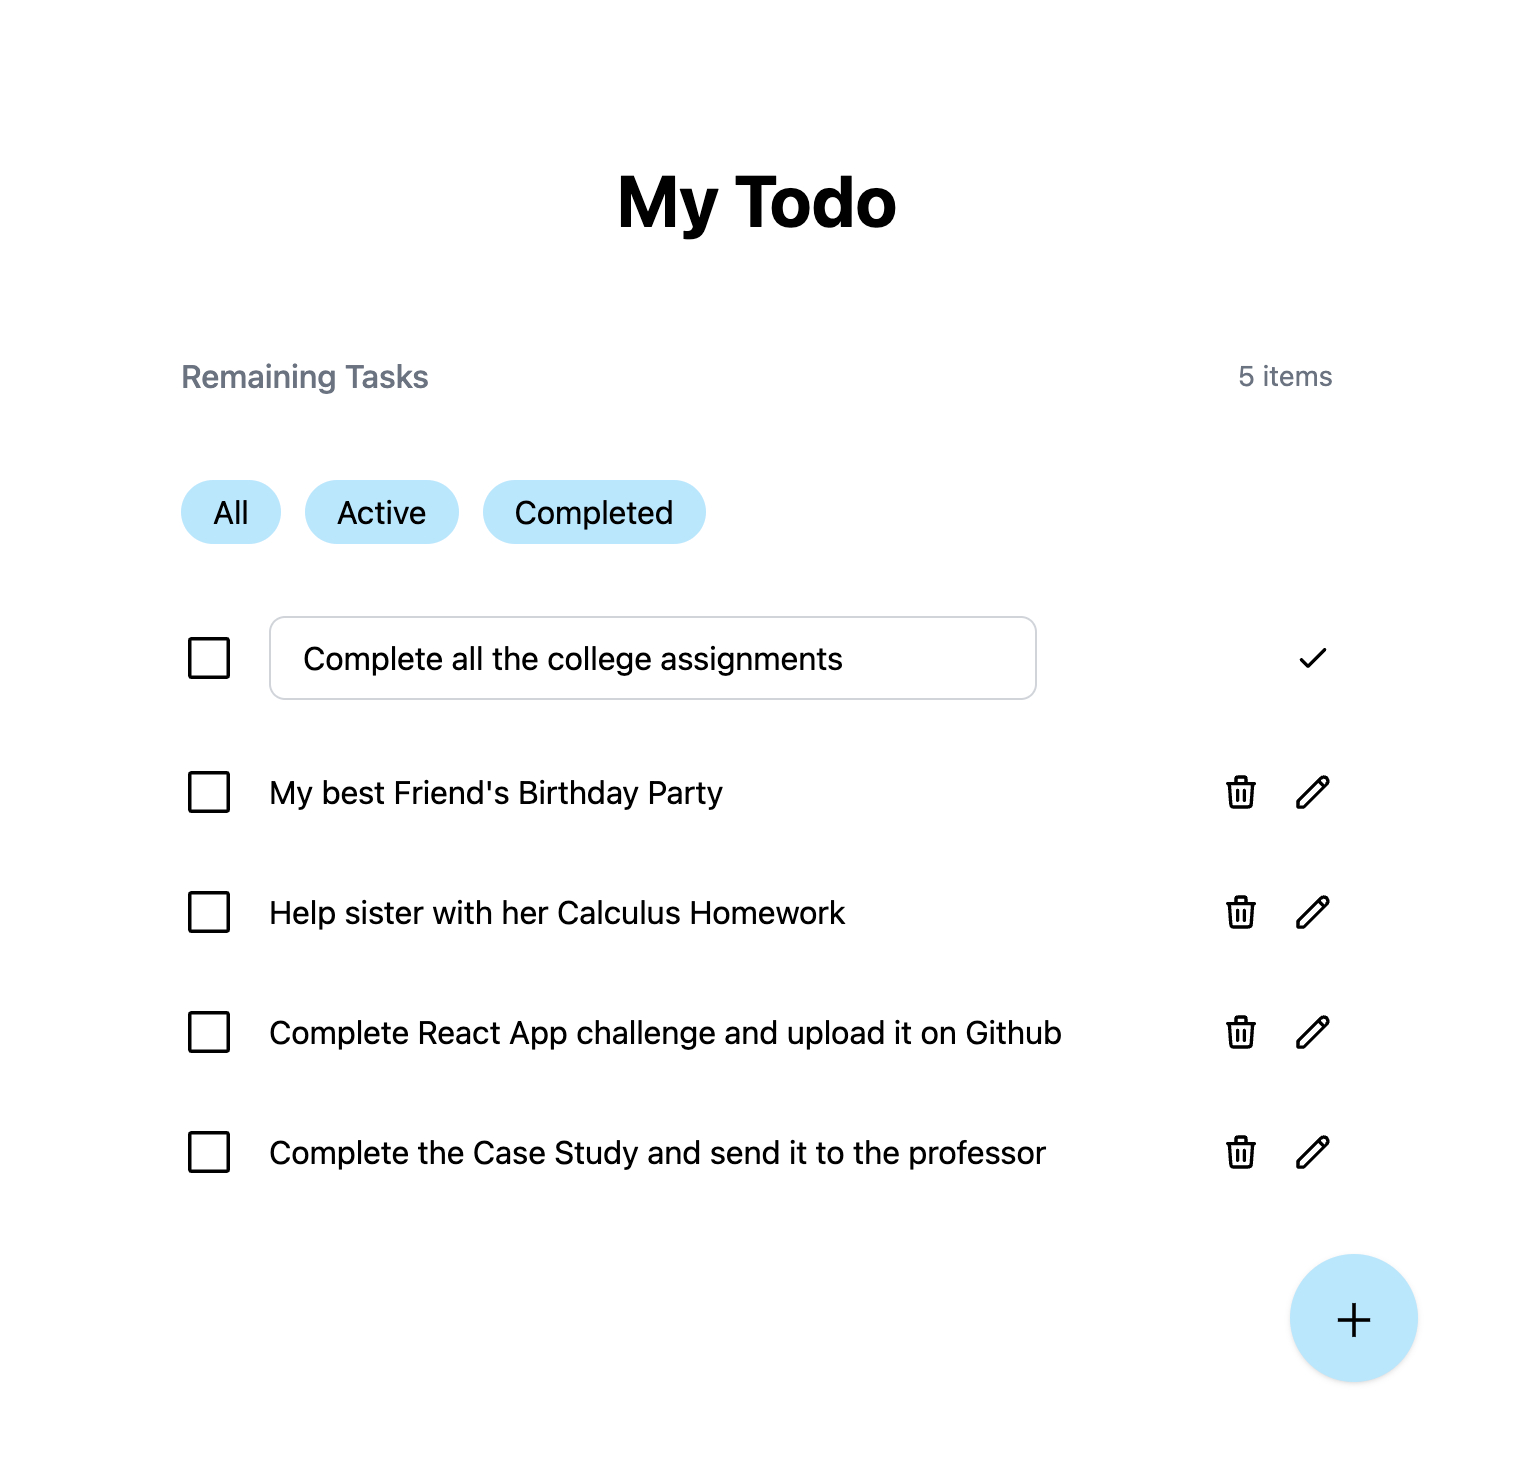 My Todo
Remaining Tasks
5 items
All
Active
Completed
Complete all the college assignments
My best Friend's Birthday Party
Help sister with her Calculus Homework
Complete React App challenge and upload it on Github
Complete the Case Study and send it to the professor